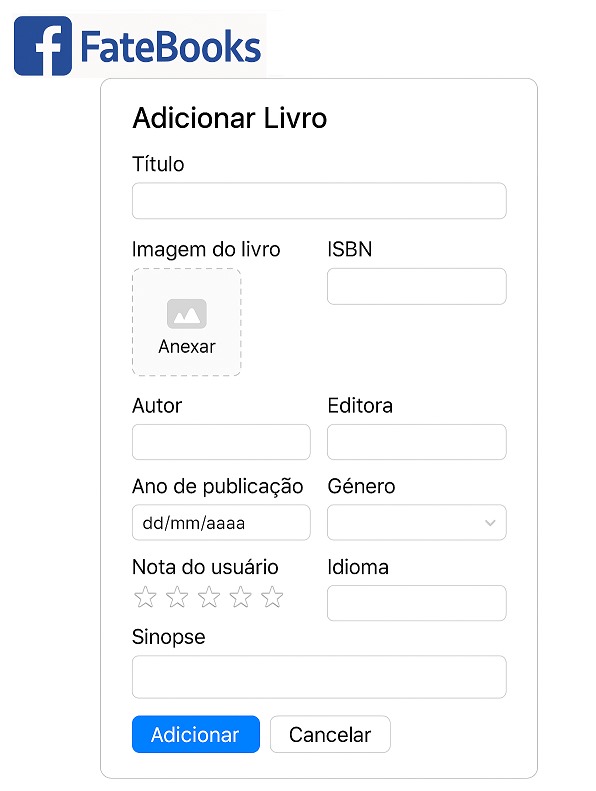 f FateBooks
Adicionar Livro
Título
Imagem do livro ISBN
Anexar
Autor Editora
Ano de publicação Género
dd/mm/aaaa
Nota do usuário Idioma
Sinopse
Adicionar Cancelar